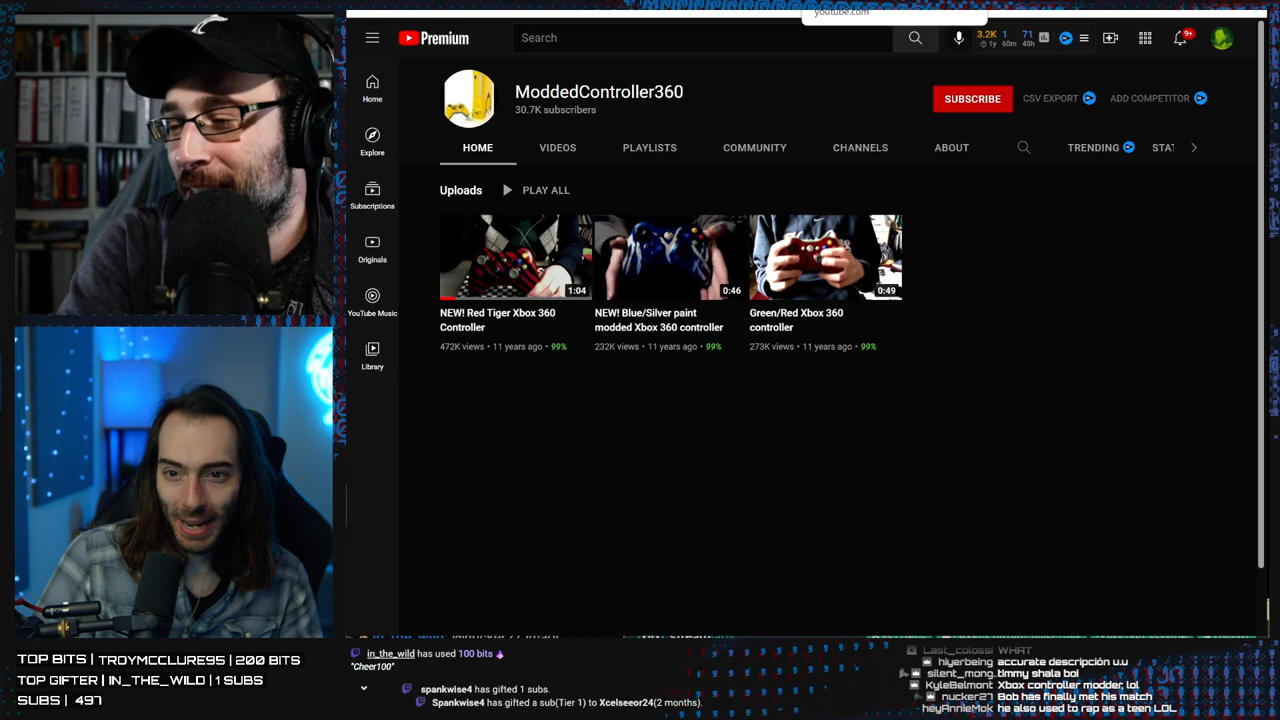 youtube.com
Premium
Search
3.2K 1 71
1y 60m 48h
9+
ModdedController360
30.7K subscribers
SUBSCRIBE
CSV EXPORT
ADD COMPETITOR
Home
Explore
Subscriptions
Originals
YouTube Music
Library
HOME VIDEOS PLAYLISTS COMMUNITY CHANNELS ABOUT TRENDING STAT
Uploads PLAY ALL
1:04
NEW! Red Tiger Xbox 360
Controller
472K views • 11 years ago • 99%
0:46
NEW! Blue/Silver paint
modded Xbox 360 controller
232K views • 11 years ago • 99%
0:49
Green/Red Xbox 360
controller
273K views • 11 years ago • 99%
TOP BITS | TROYMCCLURE95 | 200 BITS
TOP GIFTER | IN_THE_WILD | 1 SUBS
SUBS | 497
in_the_wild has used 100 bits
"Cheer100"
spankwise4 has gifted 1 subs.
Spankwise4 has gifted a sub(Tier 1) to Xcelseeor24(2 months).
Last_colossi WHAT
hiyerbeing accurate descripción u.u
silent_mong.. timmy shala bol
KyleBelmont Xbox controller modder, lol
nucker27 Bob has finally met his match
heyAnnieMok he also used to rap as a teen LOL